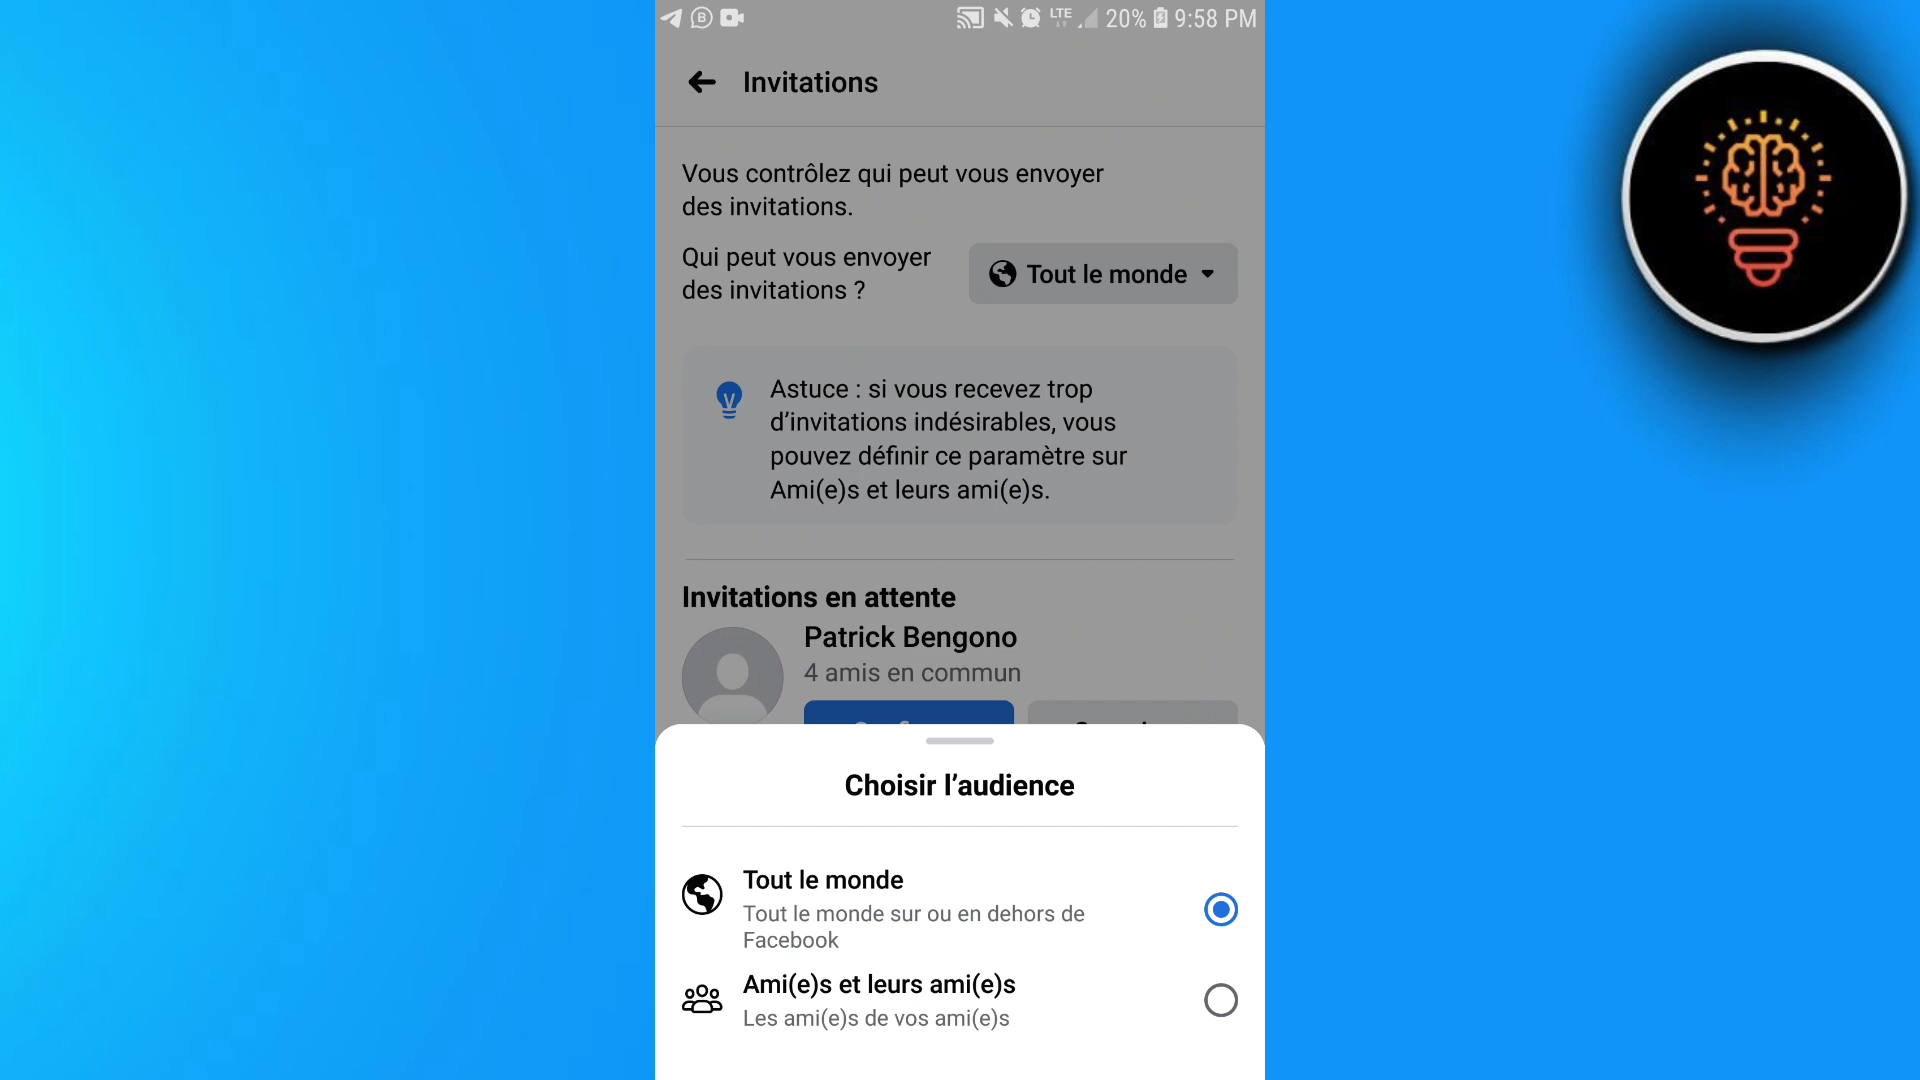 LTE 20% 9:58 PM
Invitations
Vous contrôlez qui peut vous envoyer
des invitations.
Qui peut vous envoyer
des invitations ?
Tout le monde
Astuce : si vous recevez trop
d’invitations indésirables, vous
pouvez définir ce paramètre sur
Ami(e)s et leurs ami(e)s.
Invitations en attente
Patrick Bengono
4 amis en commun
Choisir l’audience
Tout le monde
Tout le monde sur ou en dehors de
Facebook
Ami(e)s et leurs ami(e)s
Les ami(e)s de vos ami(e)s